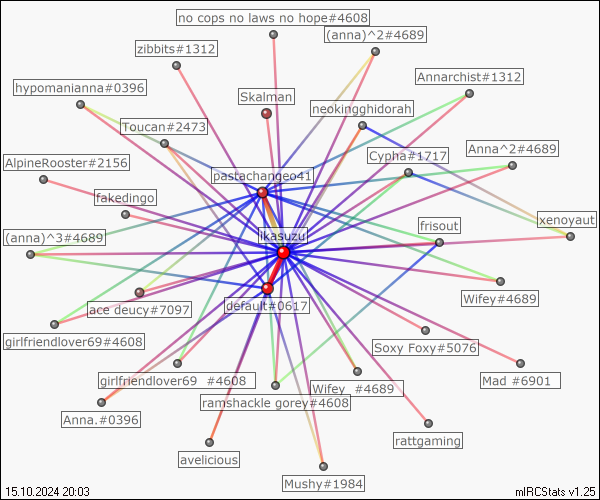 no cops no laws no hope#4608
(anna)^2#4689
zibbits#1312
Annarchist#1312
hypomanianna#0396
Skalman
neokingghidorah
Toucan#2473
Cypha#1717
Anna^2#4689
AlpineRooster#2156
pastachangeo41
fakedingo
xenoyaut
frisout
likasuzu
(anna)^3#4689
Wifey#4689
ace deucy#7097
default#0617
girlfriendlover69#4608
Soxy Foxy#5076
girlfriendlover69 #4608
Wifey #4689
Mad #6901
ramshackle gorey#4608
Anna.#0396
rattgaming
avelicious
Mushy#1984
15.10.2024 20:03
mIRCStats v1.25